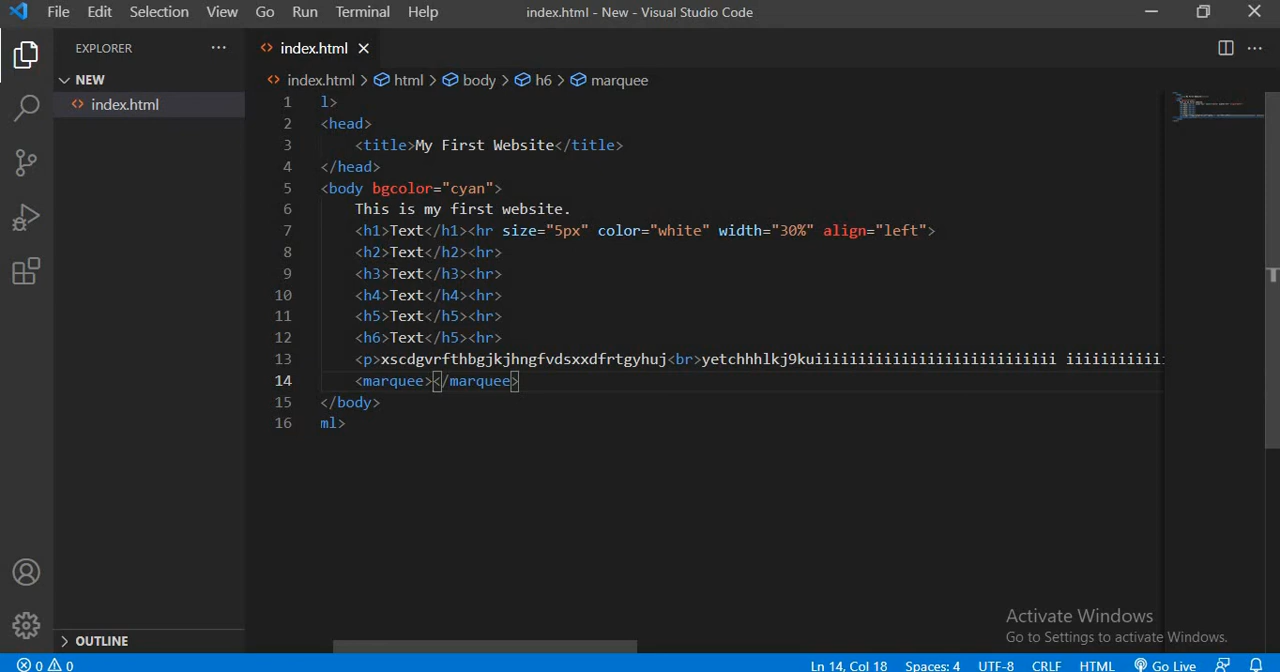 File Edit Selection View Go Run Terminal Help index.html - New - Visual Studio Code
EXPLORER ··· index.html
NEW index.html > html > body > h6 > marquee
index.html
1 l>
2 <head>
3 <title>My First Website</title>
4 </head>
5 <body bgcolor="cyan">
6 This is my first website.
7 <h1>Text</h1><hr size="5px" color="white" width="30%" align="left">
8 <h2>Text</h2><hr>
9 <h3>Text</h3><hr>
10 <h4>Text</h4><hr>
11 <h5>Text</h5><hr>
12 <h6>Text</h5><hr>
13 <p>xscdgvrfthbgjkjhngfvdsxxdfrtgyhuj<br>yetchhhlkj9kuiiiiiiiiiiiiiiiiiiiiiiiiiiii iiiiiiiiiiii
14 <marquee></marquee>
15 </body>
16 ml>
Activate Windows
Go to Settings to activate Windows.
OUTLINE
0 0 Ln 14, Col 18 Spaces: 4 UTF-8 CRLF HTML Go Live